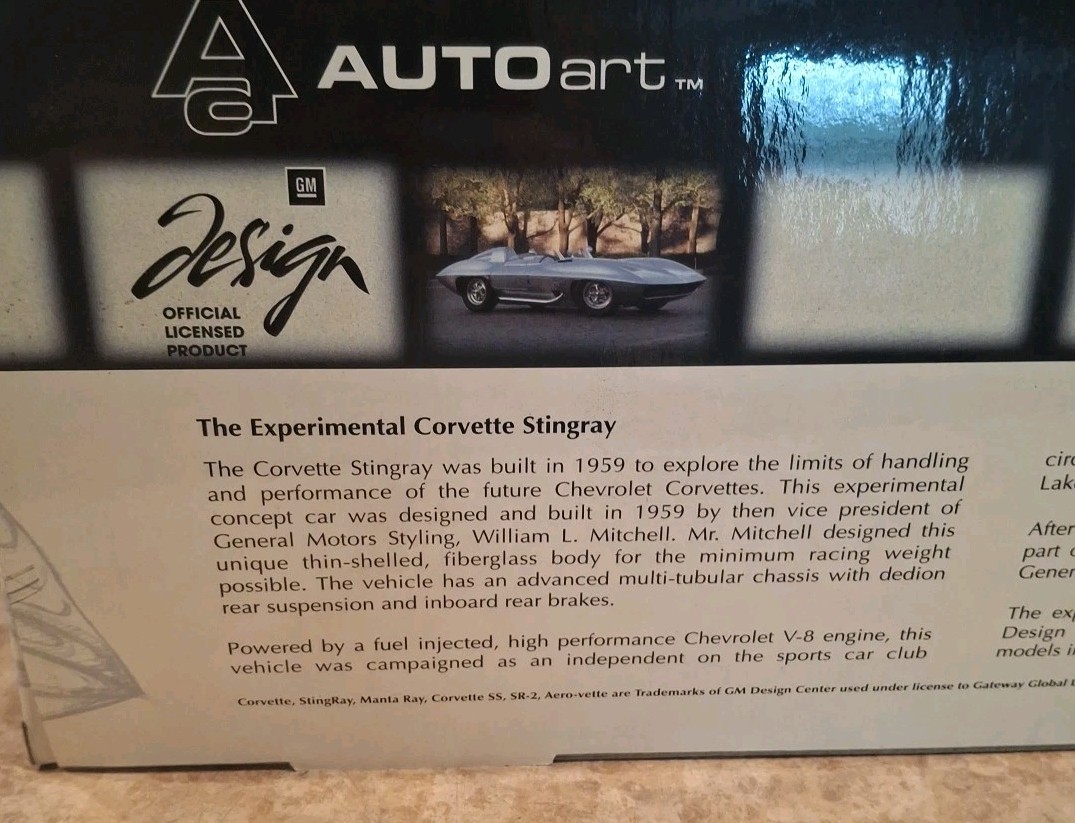 AUTOart™
GM
design
OFFICIAL
LICENSED
PRODUCT
The Experimental Corvette Stingray
The Corvette Stingray was built in 1959 to explore the limits of handling
and performance of the future Chevrolet Corvettes. This experimental
concept car was designed and built in 1959 by then vice president of
General Motors Styling, William L. Mitchell. Mr. Mitchell designed this
unique thin-shelled, fiberglass body for the minimum racing weight
possible. The vehicle has an advanced multi-tubular chassis with dedion
rear suspension and inboard rear brakes.
Powered by a fuel injected, high performance Chevrolet V-8 engine, this
vehicle was campaigned as an independent on the sports car club
Lak
After
part
Gener
The
Design
models
Corvette, StingRay, Manta Ray, Corvette SS, SR-2, Aero-vette are Trademarks of GM Design Center used under license to Gateway Global